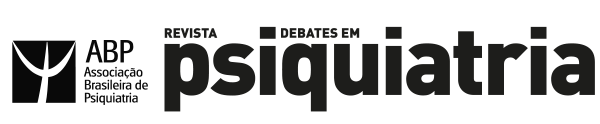 ABP
Associação
Brasileira de
Psiquiatria
REVISTA DEBATES EM
psiquiatria